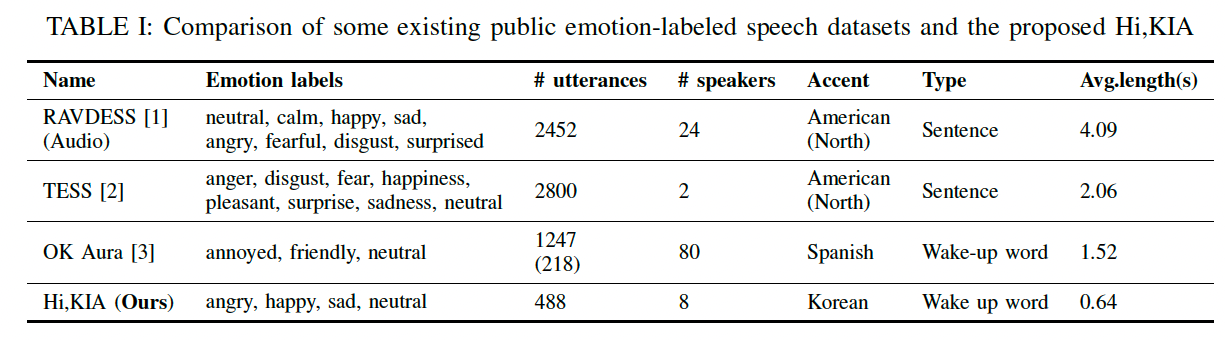 TABLE I: Comparison of some existing public emotion-labeled speech datasets and the proposed Hi,KIA
Name Emotion labels # utterances # speakers Accent Type Avg.length(s)
RAVDESS [1] (Audio) neutral, calm, happy, sad, angry, fearful, disgust, surprised 2452 24 American (North) Sentence 4.09
TESS [2] anger, disgust, fear, happiness, pleasant, surprise, sadness, neutral 2800 2 American (North) Sentence 2.06
OK Aura [3] annoyed, friendly, neutral 1247 (218) 80 Spanish Wake-up word 1.52
Hi,KIA (Ours) angry, happy, sad, neutral 488 8 Korean Wake up word 0.64